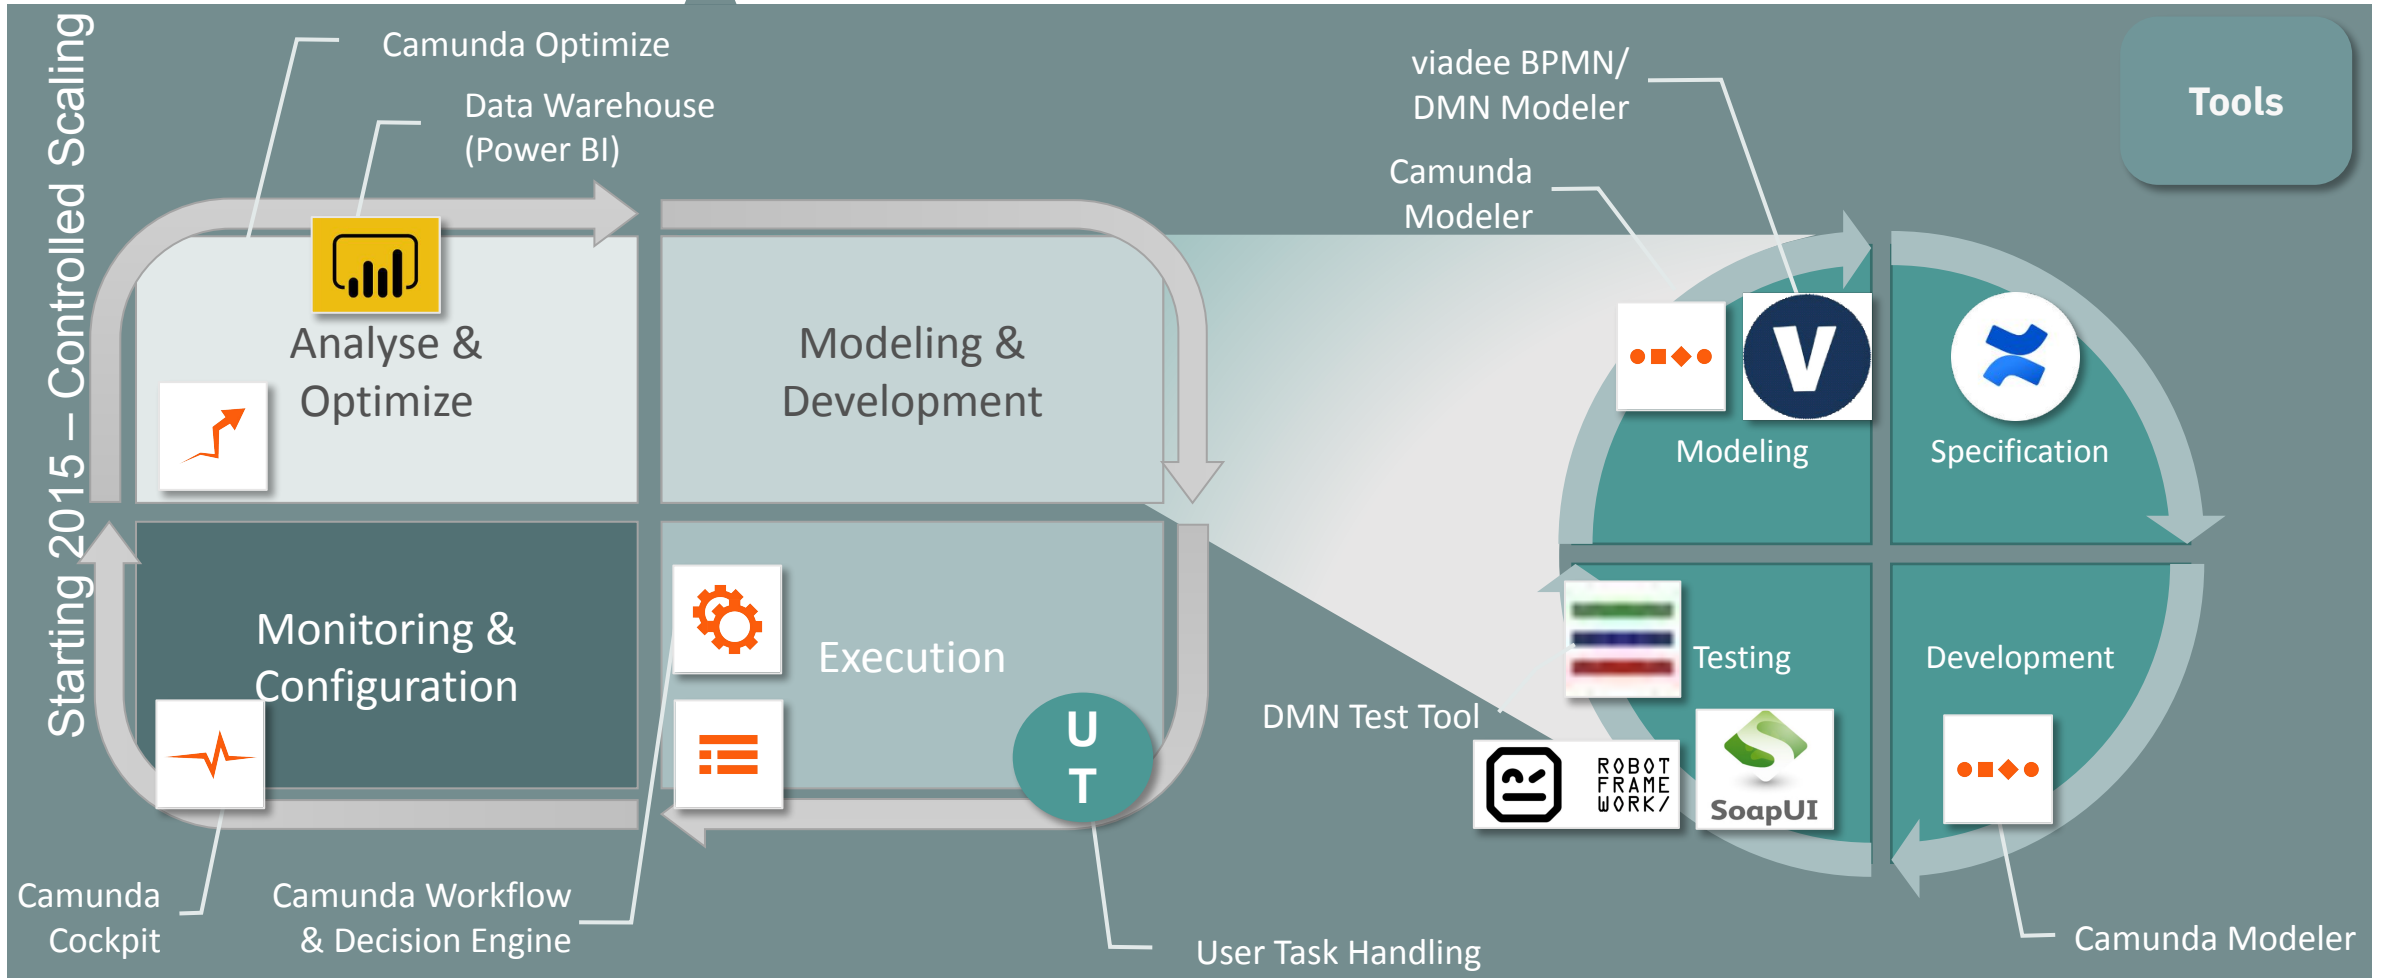 Starting 2015 – Controlled Scaling
Camunda Optimize
Data Warehouse
(Power BI)
viadee BPMN/
DMN Modeler
Camunda
Modeler
Tools
Analyse &
Optimize
Modeling &
Development
Monitoring &
Configuration
Execution
U
T
Modeling
Specification
Testing
Development
DMN Test Tool
ROBOT
FRAME
WORK/
SoapUI
V
Camunda
Cockpit
Camunda Workflow
& Decision Engine
User Task Handling
Camunda Modeler